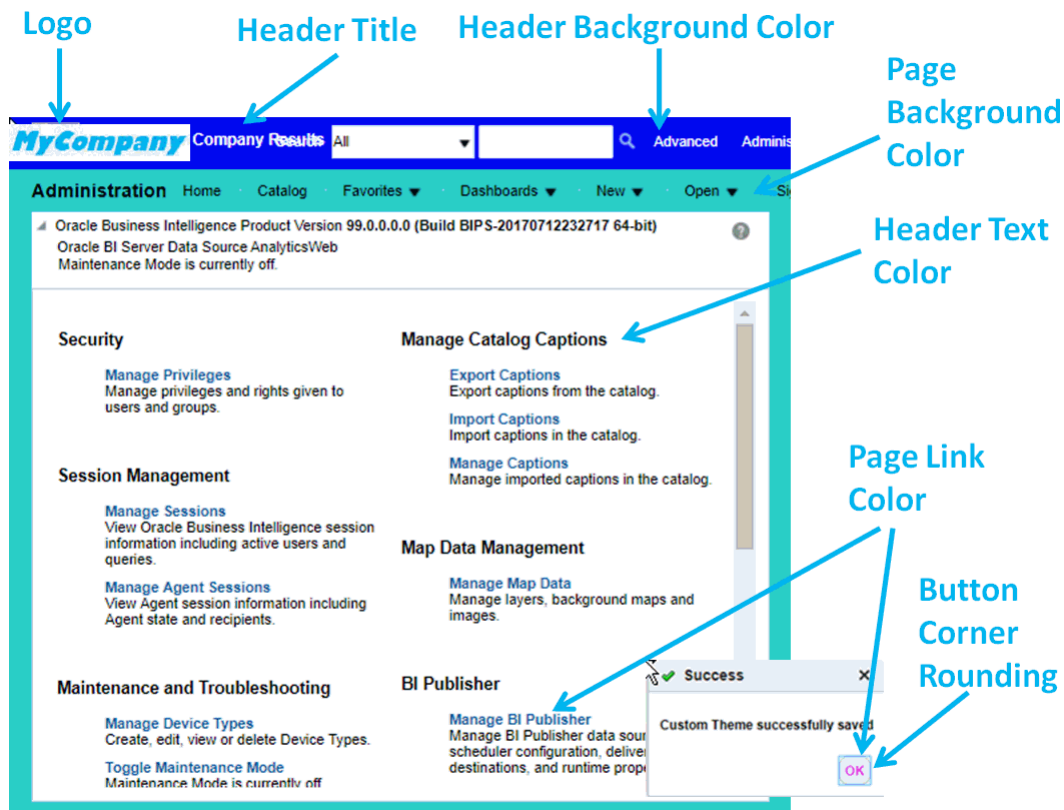 Logo
Header Title
Header Background Color
Page
Background
Color
MyCompany
Company Results
Search
All
Advanced
Adminis
Administration Home Catalog Favorites Dashboards New Open Si
Oracle Business Intelligence Product Version 99.0.0.0.0 (Build BIPS-20170712232717 64-bit)
Oracle BI Server Data Source AnalyticsWeb
Maintenance Mode is currently off.
Header Text
Color
Security
Manage Privileges
Manage privileges and rights given to
users and groups.
Session Management
Manage Sessions
View Oracle Business Intelligence session
information including active users and
queries.
Manage Agent Sessions
View Agent session information including
Agent state and recipients.
Maintenance and Troubleshooting
Manage Device Types
Create, edit, view or delete Device Types.
Toggle Maintenance Mode
Maintenance Mode is currently off
Manage Catalog Captions
Export Captions
Export captions from the catalog.
Import Captions
Import captions in the catalog.
Manage Captions
Manage imported captions in the catalog.
Map Data Management
Manage Map Data
Manage layers, background maps and
images.
BI Publisher
Manage BI Publisher
Manage BI Publisher data sour
scheduler configuration, deliver
destinations, and runtime prope
Page Link
Color
Button
Corner
Rounding
Success
Custom Theme successfully saved
OK